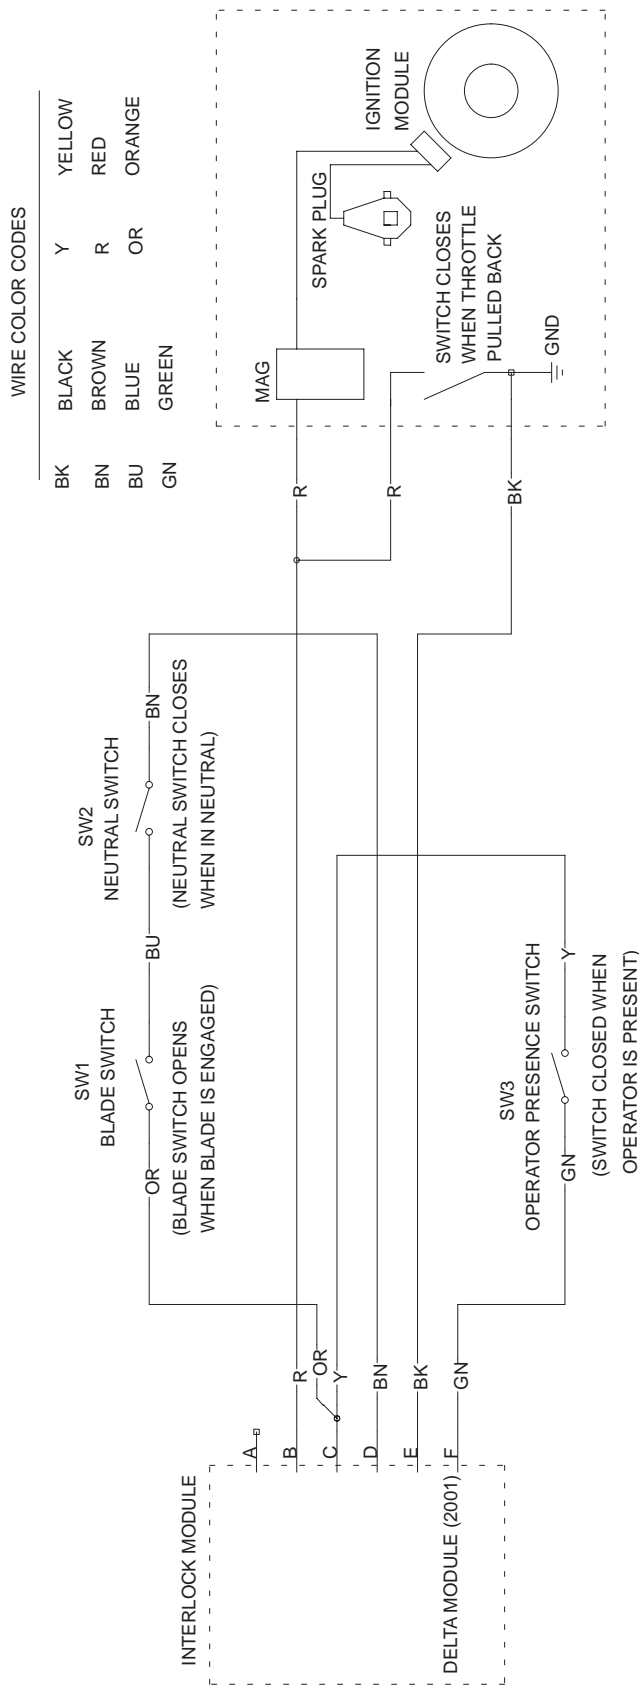 WIRE COLOR CODES
BK BLACK Y YELLOW
BN BROWN R RED
BU BLUE OR ORANGE
GN GREEN
INTERLOCK MODULE
DELTA MODULE (2001)
A
B
C
D
E
F
R
OR
Y
BN
BK
GN
OR
SW1
BLADE SWITCH
(BLADE SWITCH OPENS
WHEN BLADE IS ENGAGED)
BU
SW2
NEUTRAL SWITCH
(NEUTRAL SWITCH CLOSES
WHEN IN NEUTRAL)
BN
GN
SW3
OPERATOR PRESENCE SWITCH
(SWITCH CLOSED WHEN
OPERATOR IS PRESENT)
Y
R
R
BK
MAG
SPARK PLUG
IGNITION
MODULE
SWITCH CLOSES
WHEN THROTTLE
PULLED BACK
GND